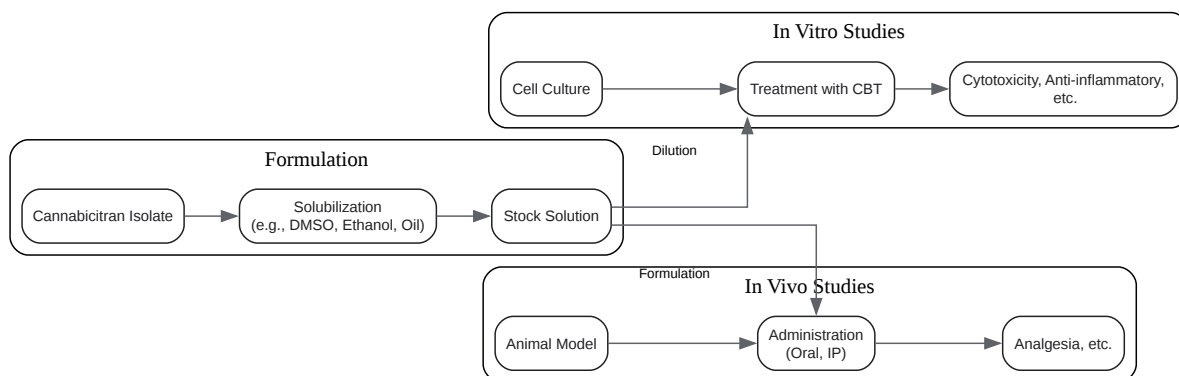 In Vitro Studies
Cell Culture
Treatment with CBT
Cytotoxicity, Anti-inflammatory,
etc.
Dilution
Formulation
Cannabicitran Isolate
Solubilization
(e.g., DMSO, Ethanol, Oil)
Stock Solution
Formulation
In Vivo Studies
Animal Model
Administration
(Oral, IP)
Analgesia, etc.